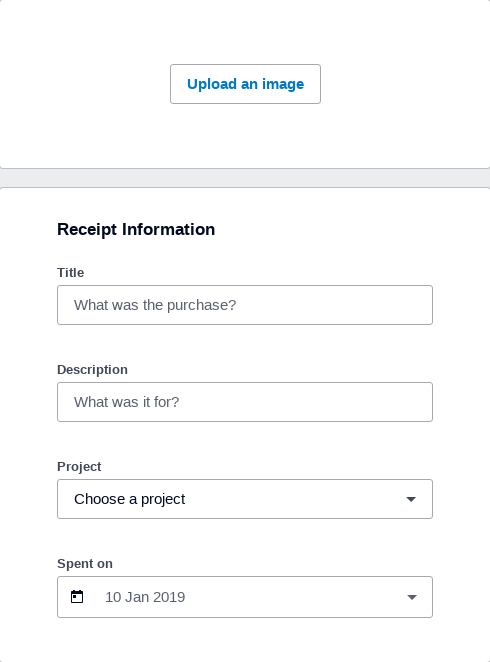 Upload an image
Receipt Information
Title
What was the purchase?
Description
What was it for?
Project
Choose a project
Spent on
10 Jan 2019